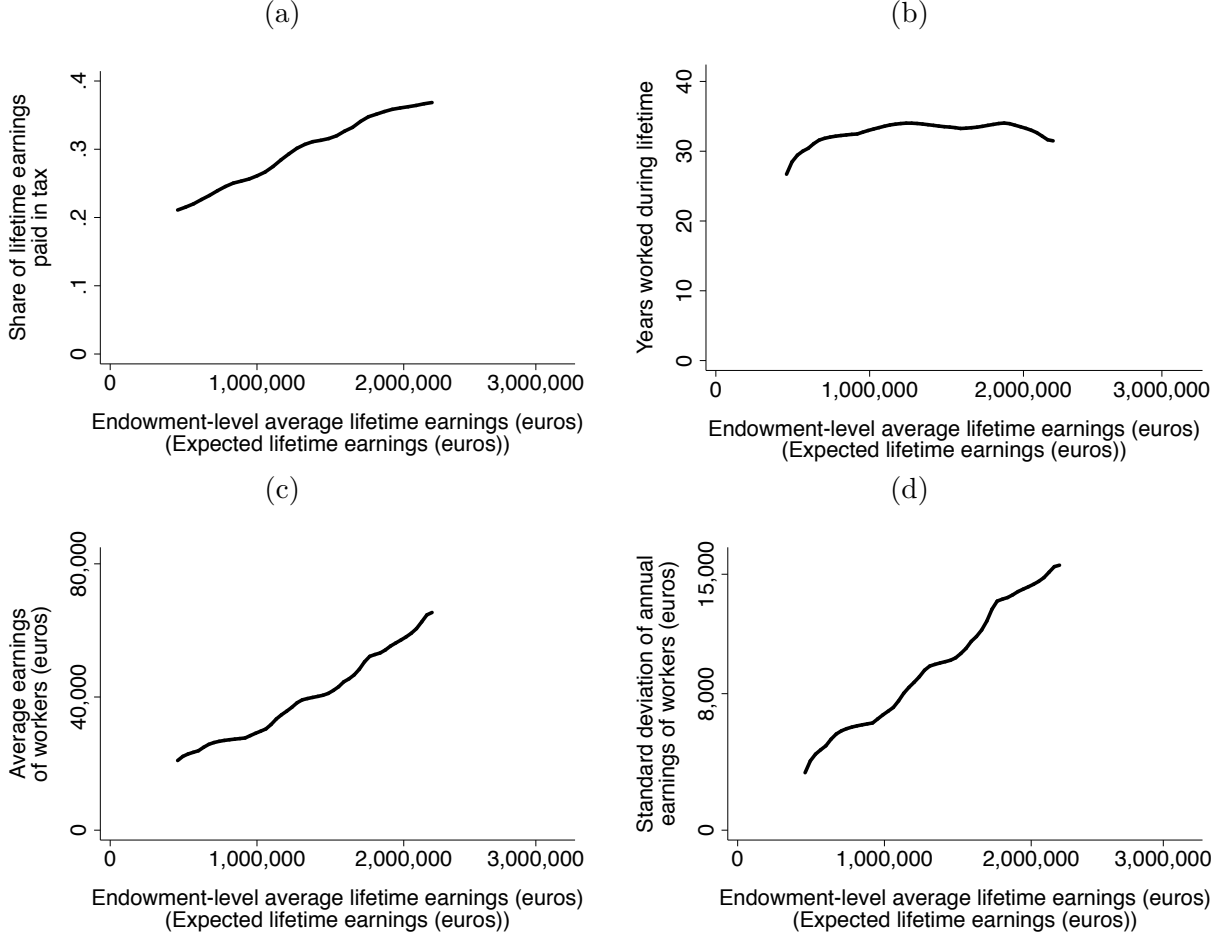 (a)
Share of lifetime earnings
paid in tax
.4
.3
.2
.1
0
0 1,000,000 2,000,000 3,000,000
Endowment-level average lifetime earnings (euros)
(Expected lifetime earnings (euros))
(b)
Years worked during lifetime
40
30
20
10
0
0 1,000,000 2,000,000 3,000,000
Endowment-level average lifetime earnings (euros)
(Expected lifetime earnings (euros))
(c)
Average earnings
of workers (euros)
80,000
40,000
0
0 1,000,000 2,000,000 3,000,000
Endowment-level average lifetime earnings (euros)
(Expected lifetime earnings (euros))
(d)
Standard deviation of annual
earnings of workers (euros)
15,000
8,000
0
0 1,000,000 2,000,000 3,000,000
Endowment-level average lifetime earnings (euros)
(Expected lifetime earnings (euros))